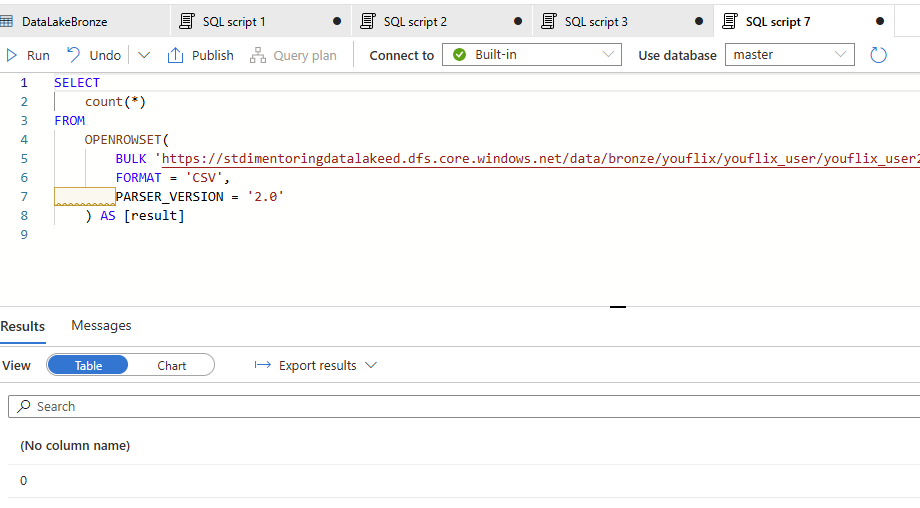 DataLakeBronze SQL script 1 SQL script 2 SQL script 3 SQL script 7
Run Undo Publish Query plan Connect to Built-in Use database master
1 SELECT
2 count(*)
3 FROM
4 OPENROWSET(
5 BULK 'https://stdimentoringdatalakeed.dfs.core.windows.net/data/bronze/youflix/youflix_user/youflix_user2
6 FORMAT = 'CSV',
7 PARSER_VERSION = '2.0'
8 ) AS [result]
9
Results Messages
View Table Chart Export results
Search
(No column name)
0